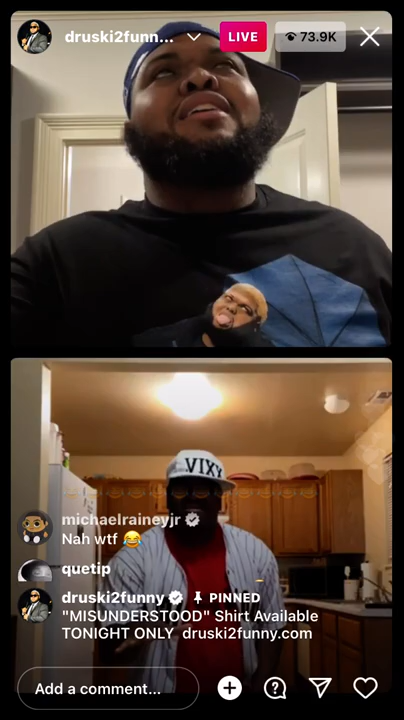 druski2funn...
LIVE
73.9K
VIXX
michaelraineyjr
Nah wtf 😂
quetip
druski2funny PINNED
"MISUNDERSTOOD" Shirt Available
TONIGHT ONLY druski2funny.com
Add a comment...